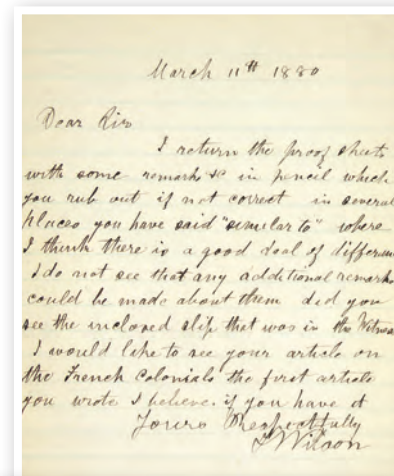 March 11th 1880
Dear Sir
I return the proof sheets
with some remarks &c in pencil which
you rub out if not correct in several
places you have said "similar to" where
I think there is a good deal of differen
I do not see that any additional remarks
could be made about them did you
see the inclosed slip that was in the Witnes
I would like to see your article on
the French Colonials the first article
you wrote I believe. if you have it
Yours Respectfully
Wilson